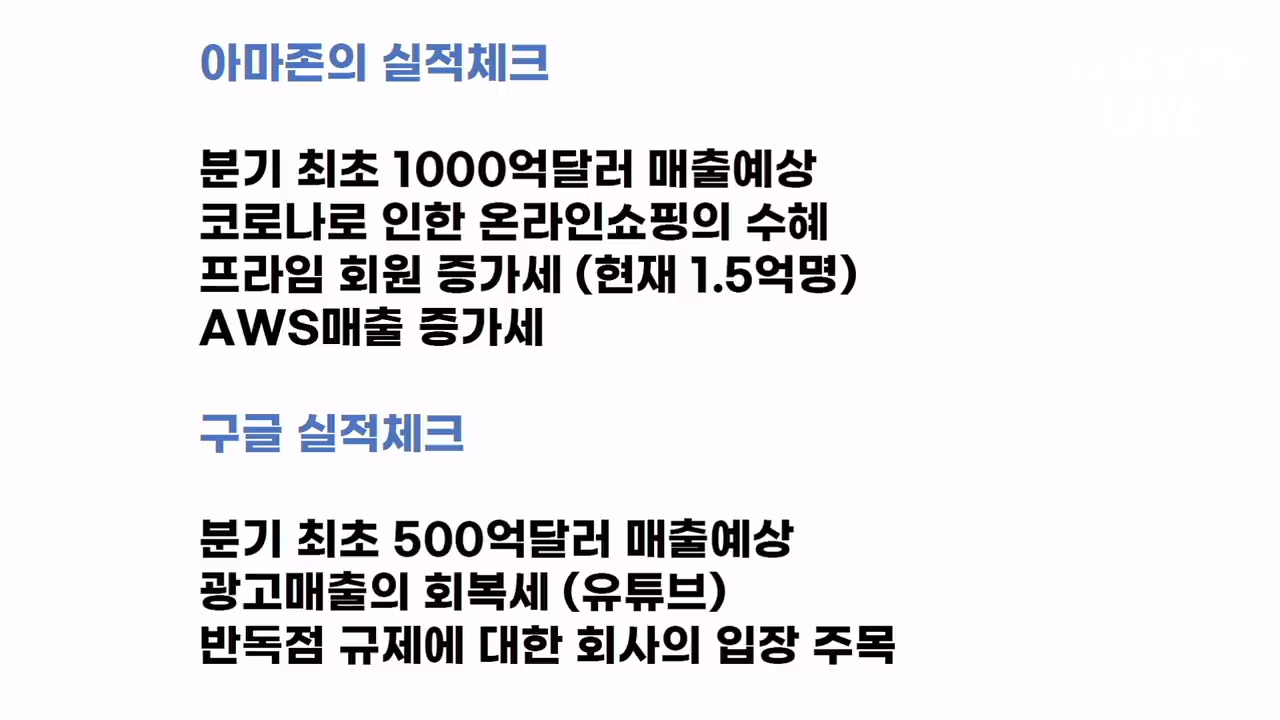 아마존의 실적체크
분기 최초 1000억달러 매출예상
코로나로 인한 온라인쇼핑의 수혜
프라임 회원 증가세 (현재 1.5억명)
AWS매출 증가세
구글 실적체크
분기 최초 500억달러 매출예상
광고매출의 회복세 (유튜브)
반독점 규제에 대한 회사의 입장 주목
LIVE